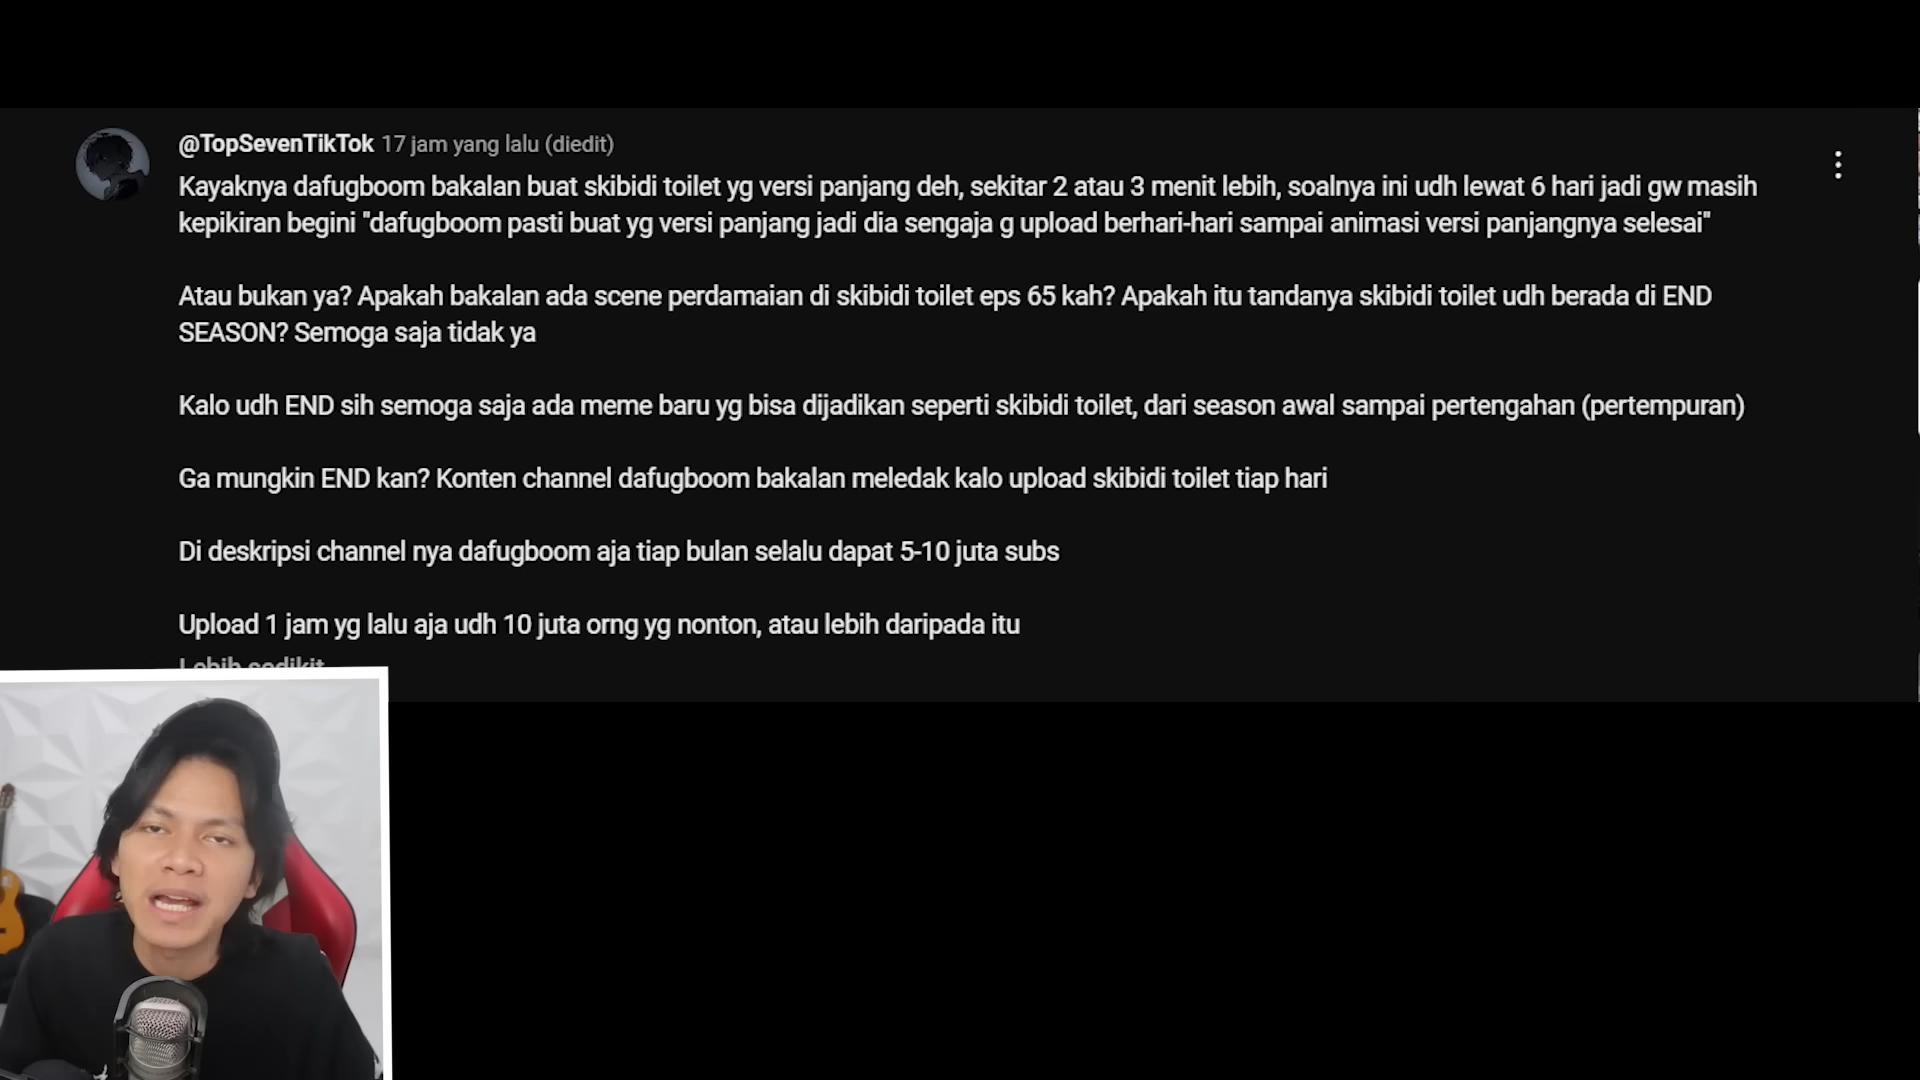 @TopSevenTikTok 17 jam yang lalu (diedit)
Kayaknya dafugboom bakalan buat skibidi toilet yg versi panjang deh, sekitar 2 atau 3 menit lebih, soalnya ini udh lewat 6 hari jadi gw masih
kepikiran begini "dafugboom pasti buat yg versi panjang jadi dia sengaja g upload berhari-hari sampai animasi versi panjangnya selesai"
Atau bukan ya? Apakah bakalan ada scene perdamaian di skibidi toilet eps 65 kah? Apakah itu tandanya skibidi toilet udh berada di END
SEASON? Semoga saja tidak ya
Kalo udh END sih semoga saja ada meme baru yg bisa dijadikan seperti skibidi toilet, dari season awal sampai pertengahan (pertempuran)
Ga mungkin END kan? Konten channel dafugboom bakalan meledak kalo upload skibidi toilet tiap hari
Di deskripsi channel nya dafugboom aja tiap bulan selalu dapat 5-10 juta subs
Upload 1 jam yg lalu aja udh 10 juta orng yg nonton, atau lebih daripada itu
Lebih sedikit